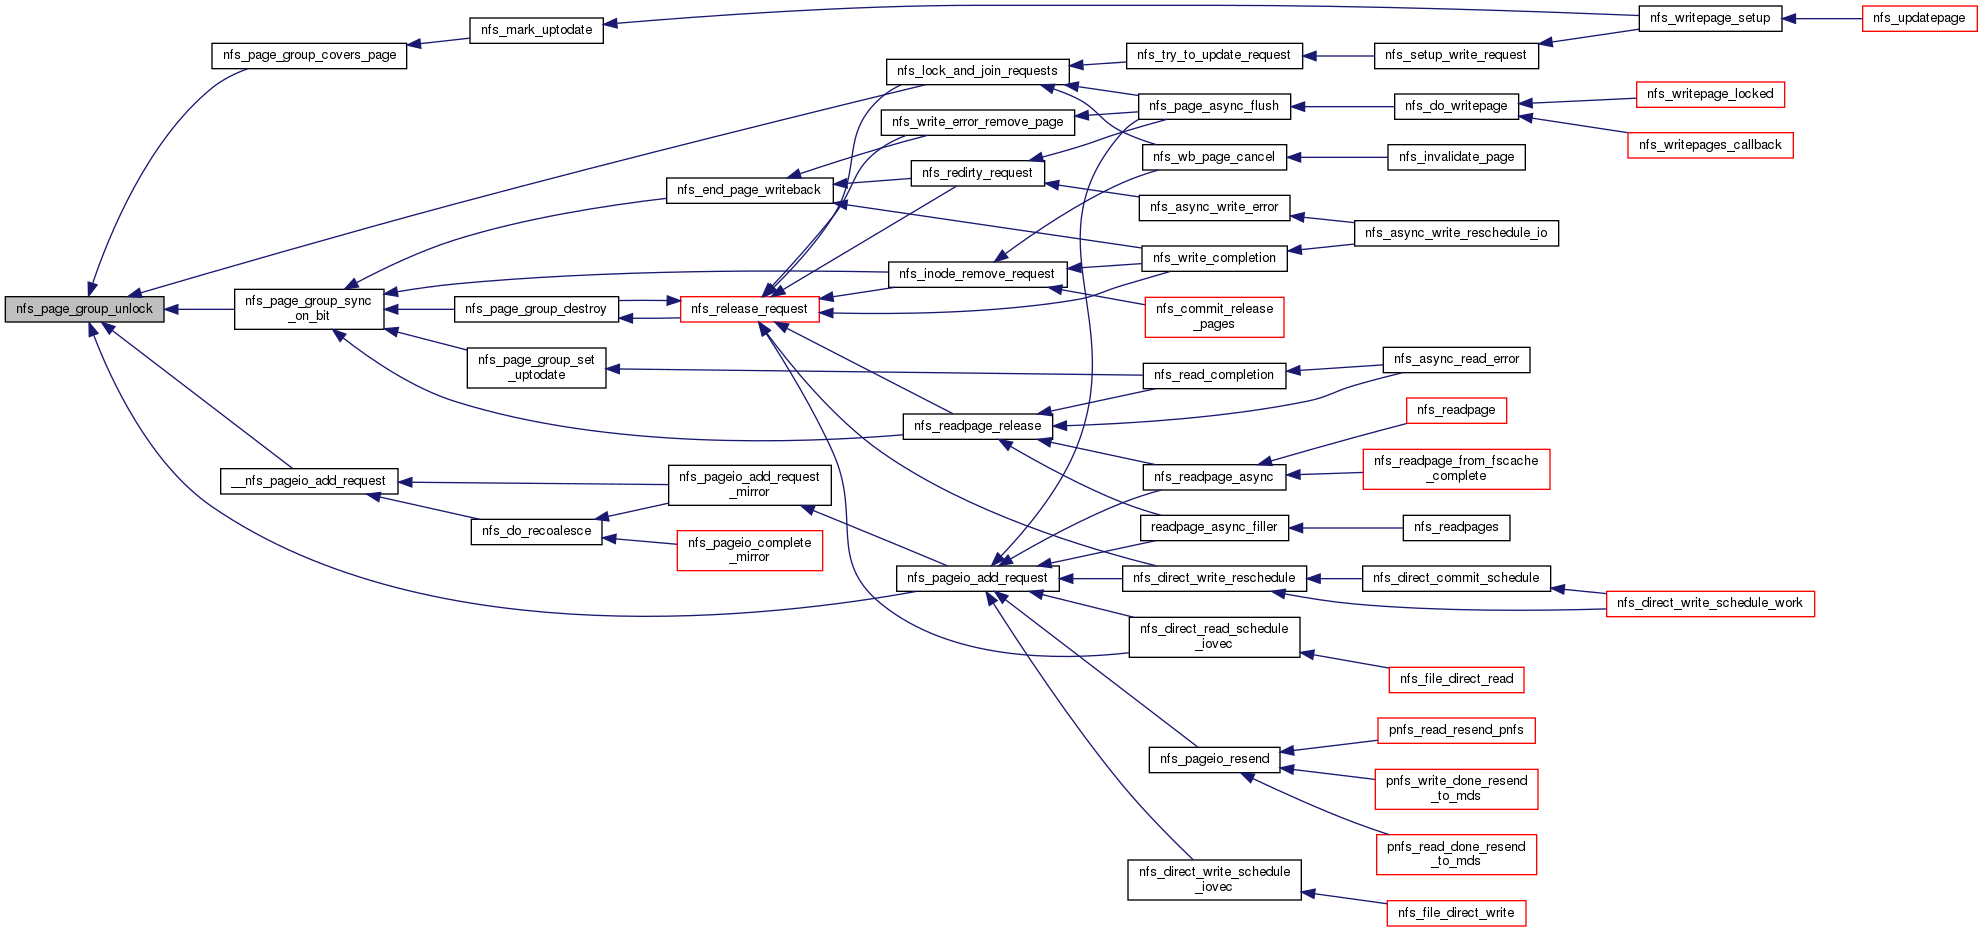 nfs_page_group_unlock
nfs_page_group_covers_page
nfs_mark_uptodate
nfs_writepage_setup
nfs_updatepage
nfs_lock_and_join_requests
nfs_try_to_update_request
nfs_setup_write_request
nfs_write_error_remove_page
nfs_page_async_flush
nfs_do_writepage
nfs_writepage_locked
nfs_writepages_callback
nfs_end_page_writeback
nfs_redirty_request
nfs_wb_page_cancel
nfs_invalidate_page
nfs_async_write_error
nfs_async_write_reschedule_io
nfs_write_completion
nfs_page_group_sync
_on_bit
nfs_page_group_destroy
nfs_release_request
nfs_inode_remove_request
nfs_commit_release
_pages
nfs_page_group_set
_uptodate
nfs_read_completion
nfs_async_read_error
nfs_readpage_release
nfs_readpage
nfs_readpage_async
nfs_readpage_from_fscache
_complete
__nfs_pageio_add_request
nfs_pageio_add_request
_mirror
nfs_do_recoalesce
nfs_pageio_complete
_mirror
readpage_async_filler
nfs_readpages
nfs_pageio_add_request
nfs_direct_write_reschedule
nfs_direct_commit_schedule
nfs_direct_write_schedule_work
nfs_direct_read_schedule
_iovec
nfs_file_direct_read
nfs_pageio_resend
pnfs_read_resend_pnfs
pnfs_write_done_resend
_to_mds
pnfs_read_done_resend
_to_mds
nfs_direct_write_schedule
_iovec
nfs_file_direct_write